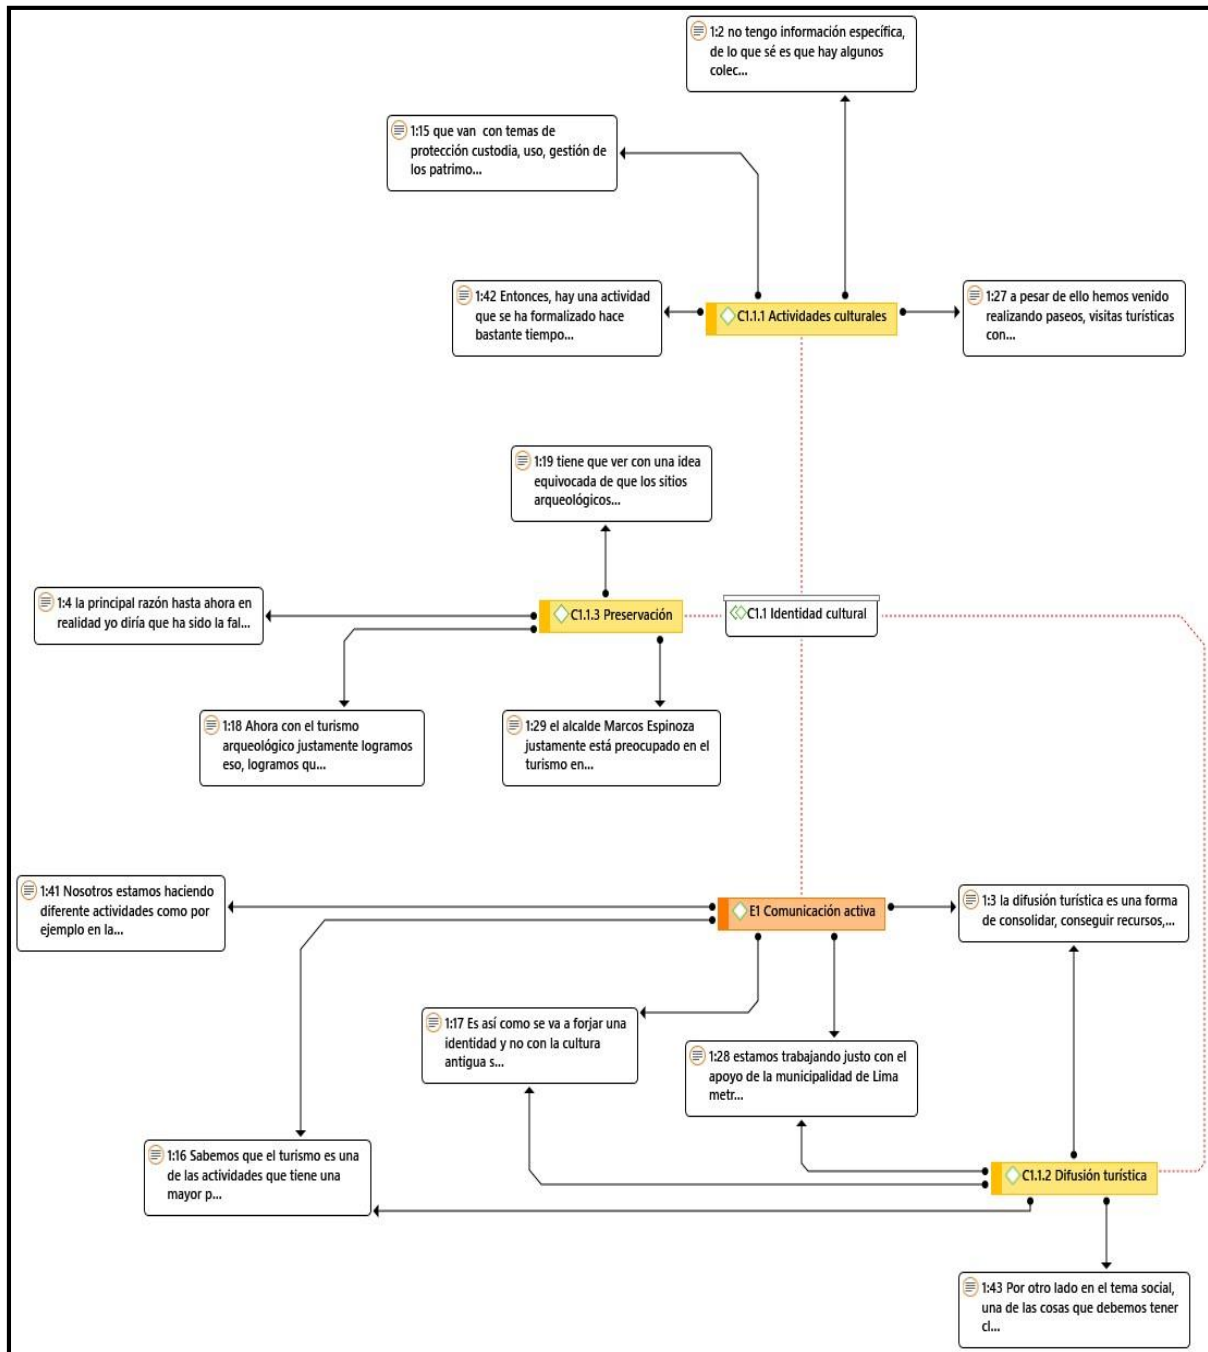 1:2 no tengo información específica,
de lo que sé es que hay algunos
colec...
1:15 que van con temas de
protección custodia, uso, gestión de
los patrimo...
1:42 Entonces, hay una actividad
que se ha formalizado hace
bastante tiempo...
C1.1.1 Actividades culturales
1:27 a pesar de ello hemos venido
realizando paseos, visitas turísticas
con...
1:19 tiene que ver con una idea
equivocada de que los sitios
arqueológicos...
1:4 la principal razón hasta ahora en
realidad yo diría que ha sido la fal...
C1.1.3 Preservación
C1.1 Identidad cultural
1:18 Ahora con el turismo
arqueológico justamente logramos
eso, logramos qu...
1:29 el alcalde Marcos Espinoza
justamente está preocupado en el
turismo en...
1:41 Nosotros estamos haciendo
diferente actividades como por
ejemplo en la...
E1 Comunicación activa
1:3 la difusión turística es una forma
de consolidar, conseguir recursos,...
1:17 Es así como se va a forjar una
identidad y no con la cultura
antigua s...
1:28 estamos trabajando justo con el
apoyo de la municipalidad de Lima
metr...
1:16 Sabemos que el turismo es una
de las actividades que tiene una
mayor p...
C1.1.2 Difusión turística
1:43 Por otro lado en el tema social,
una de las cosas que debemos tener
cl...